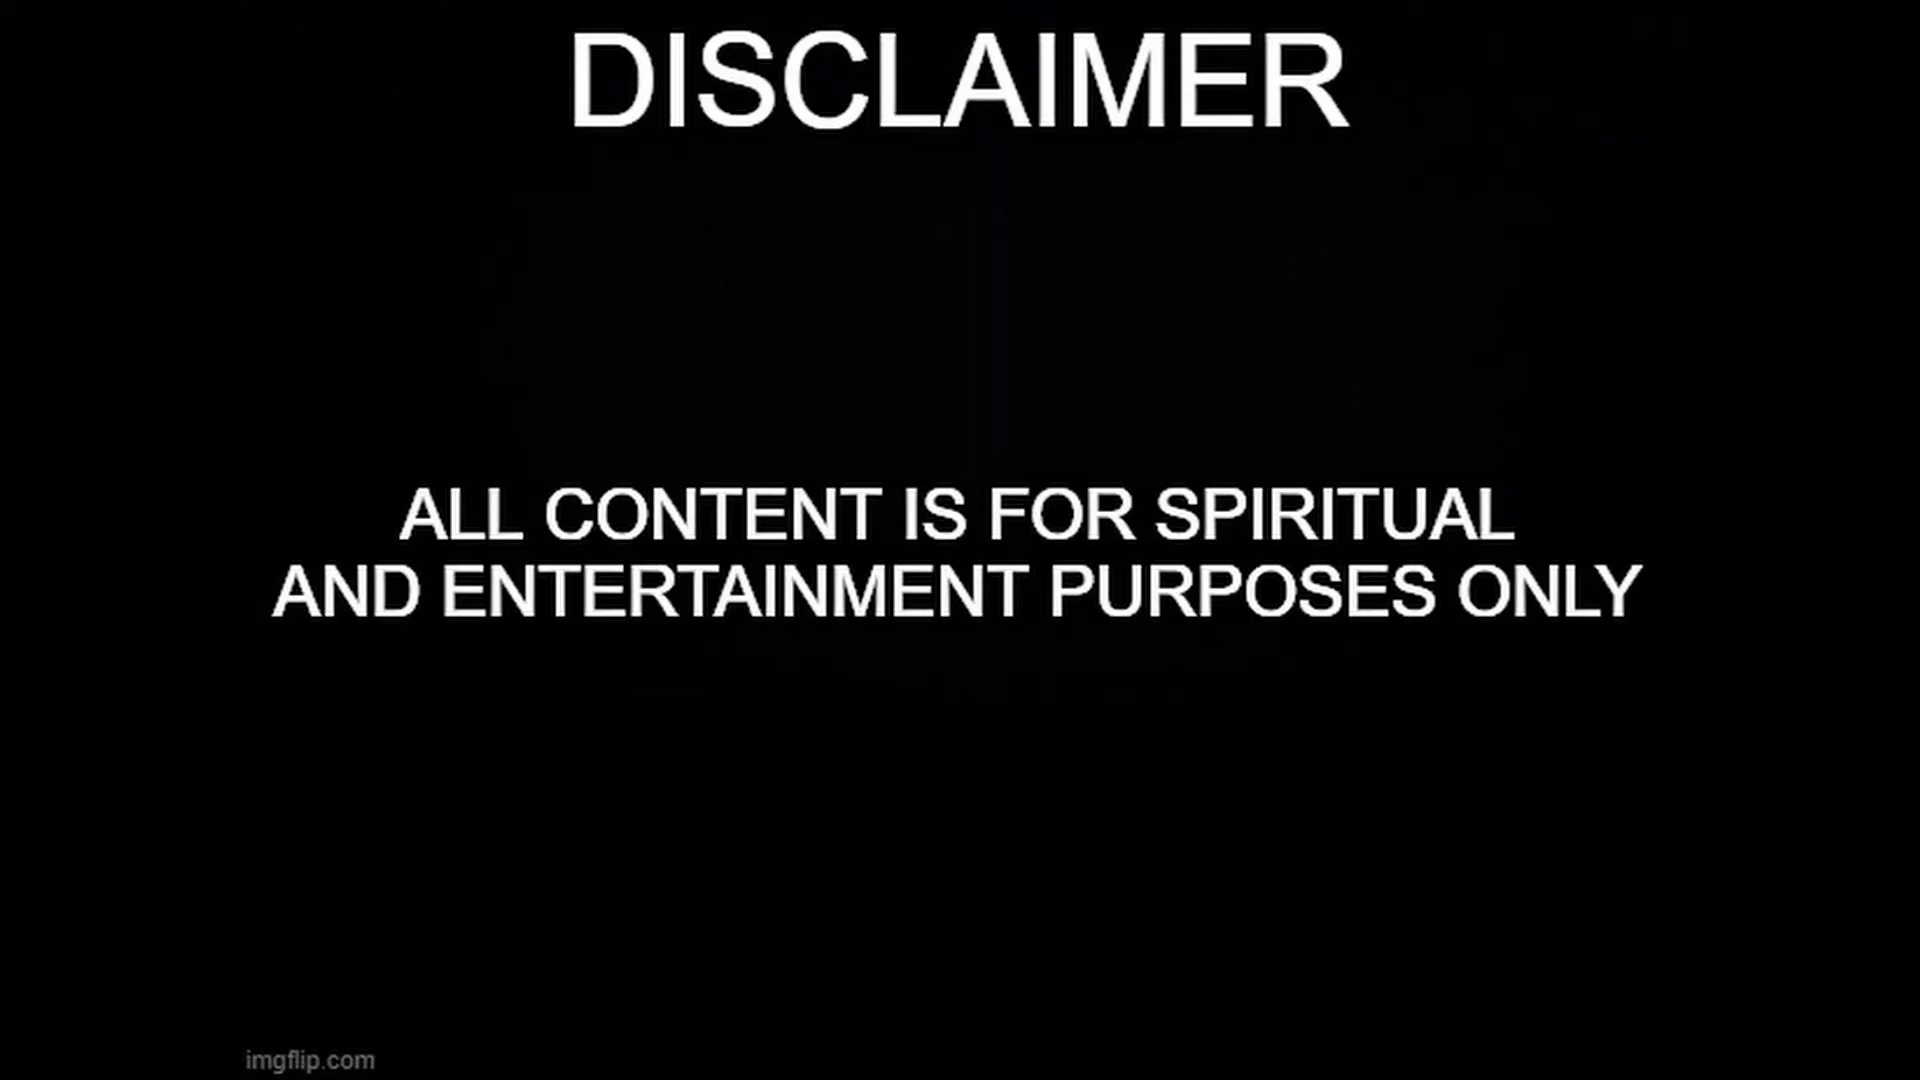 DISCLAIMER
ALL CONTENT IS FOR SPIRITUAL
AND ENTERTAINMENT PURPOSES ONLY
imgflip.com